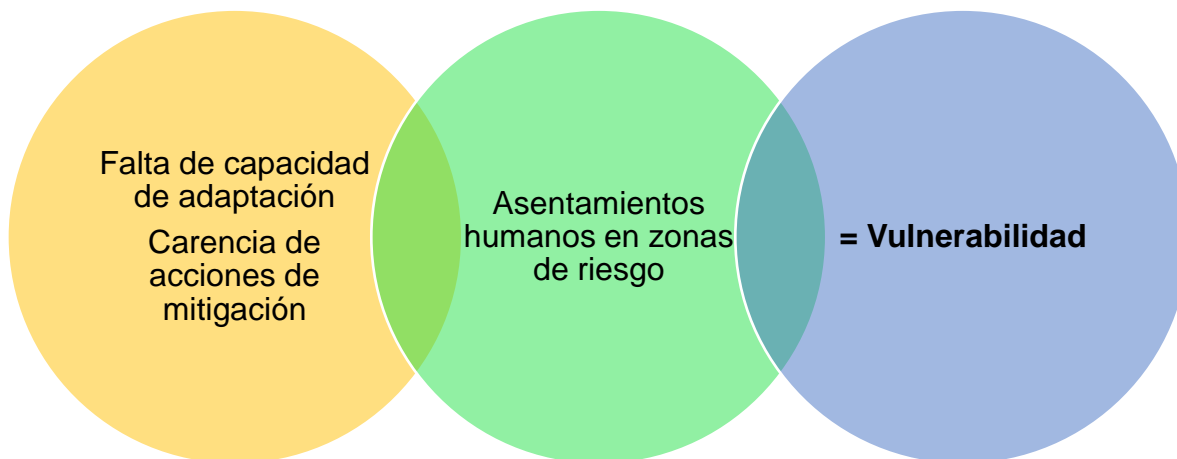 Falta de capacidad
de adaptación
Carencia de
acciones de
mitigación
Asentamientos
humanos en zonas
de riesgo
= Vulnerabilidad